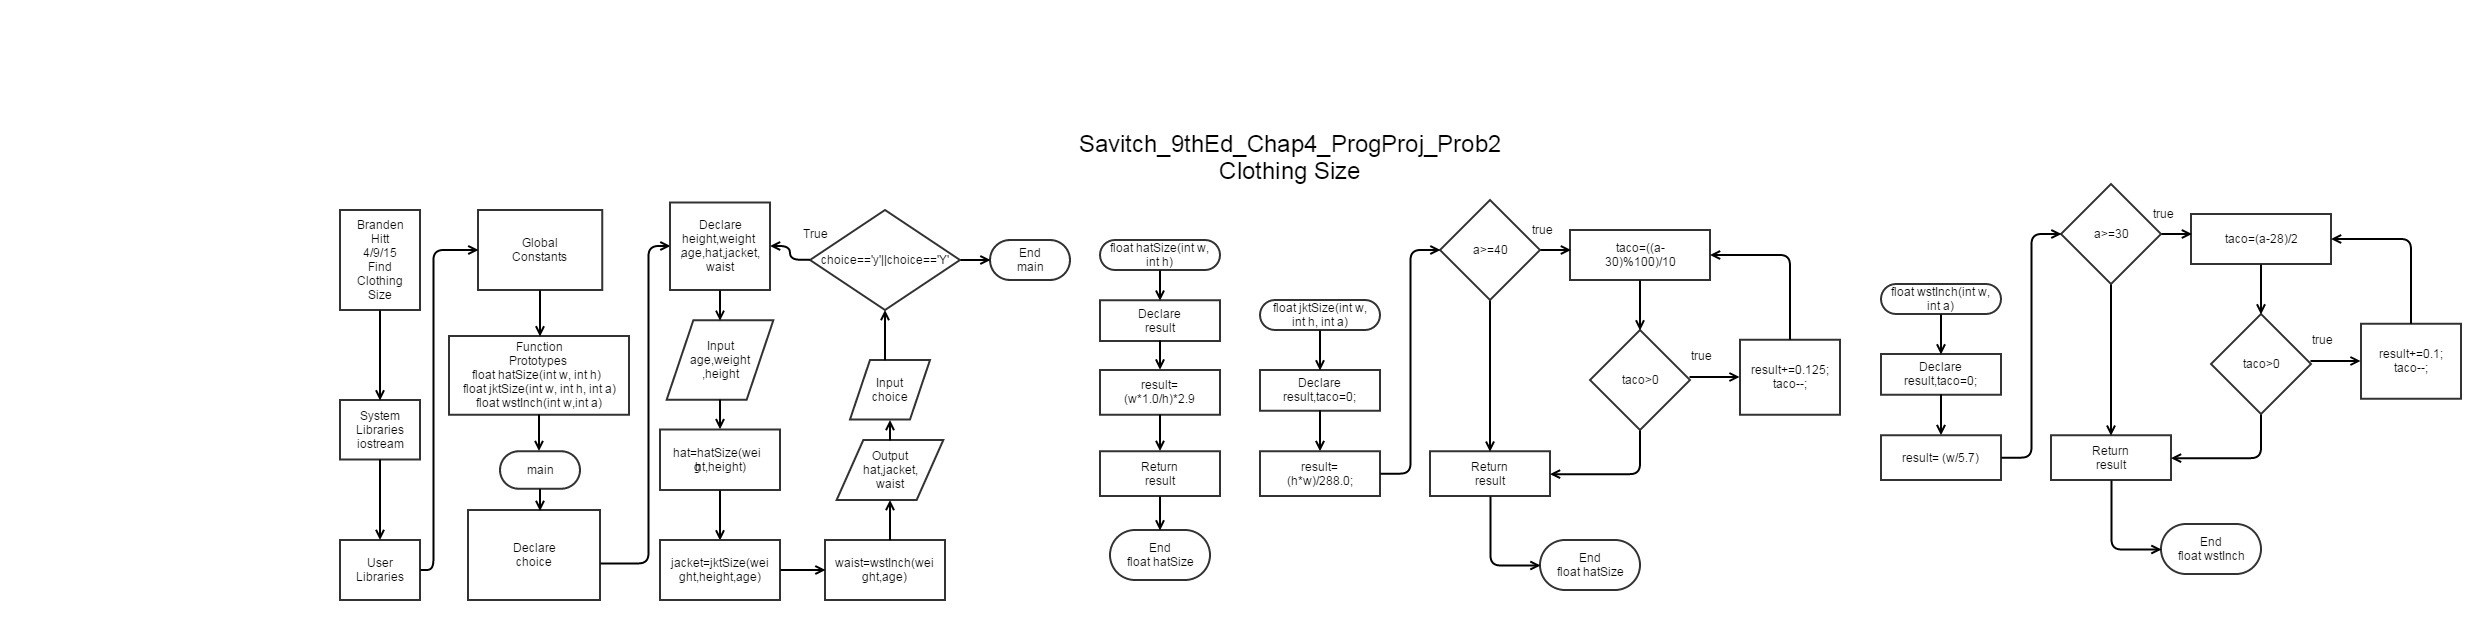 Savitch_9thEd_Chap4_ProgProj_Prob2
Clothing Size
Branden
Hitt
4/9/15
Find
Clothing
Size
System
Libraries
iostream
User
Libraries
Global
Constants
Function
Prototypes
float hatSize(int w, int h)
float jktSize(int w, int h, int a)
float wstInch(int w,int a)
main
Declare
choice
Declare
height,weight
,age,hat,jacket,
waist
Input
age,weight
,height
hat=hatSize(wei
ght,height)
jacket=jktSize(wei
ght,height,age)
waist=wstInch(wei
ght,age)
Output
hat,jacket,
waist
Input
choice
choice=='y'||choice=='Y'
True
End
main
float hatSize(int w,
int h)
Declare
result
result=
(w*1.0/h)*2.9
Return
result
End
float hatSize
float jktSize(int w,
int h, int a)
Declare
result,taco=0;
result=
(h*w)/288.0;
a>=40
true
taco=((a-
30)%100)/10
taco>0
true
result+=0.125;
taco--;
Return
result
End
float hatSize
float wstInch(int w,
int a)
Declare
result,taco=0;
result= (w/5.7)
a>=30
true
taco=(a-28)/2
taco>0
true
result+=0.1;
taco--;
Return
result
End
float wstInch